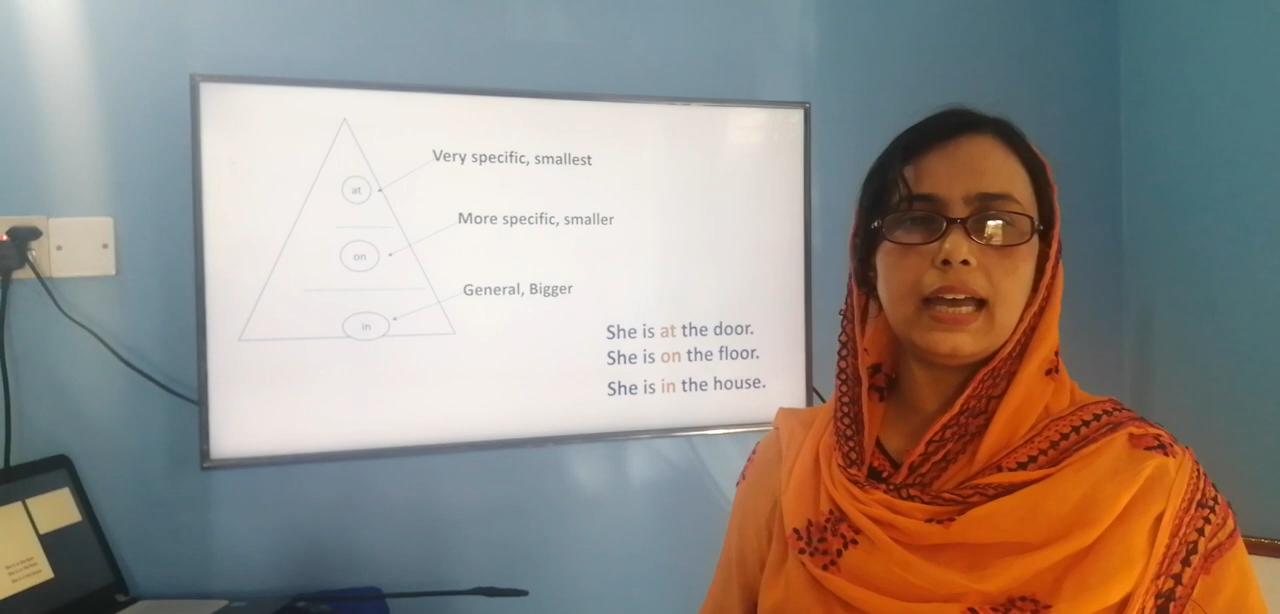 Very specific, smallest
at
More specific, smaller
on
General, Bigger
in
She is at the door.
She is on the floor.
She is in the house.